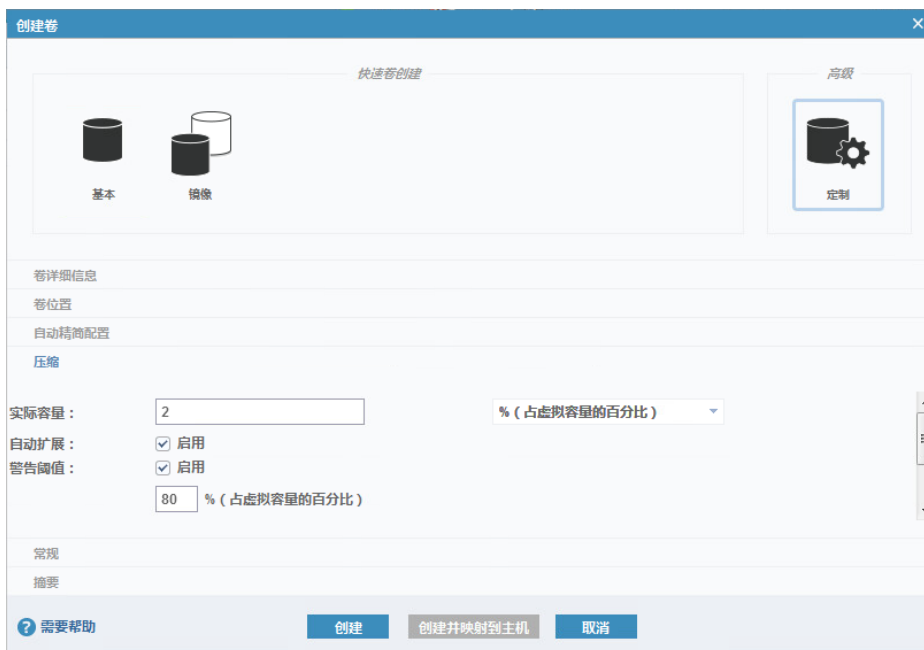 创建卷
快速卷创建
高级
基本
镜像
定制
卷详细信息
卷位置
自动精简配置
压缩
实际容量： 2 %（占虚拟容量的百分比）
自动扩展： 启用
警告阈值： 启用
80 %（占虚拟容量的百分比）
常规
摘要
需要帮助 创建 创建并映射到主机 取消